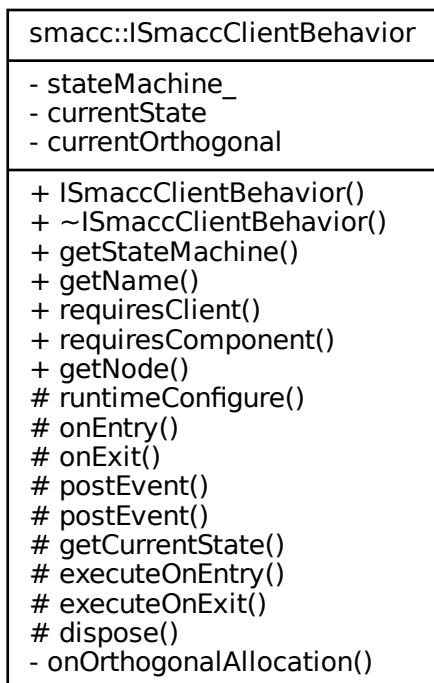 smacc::ISmaccClientBehavior
- stateMachine_
- currentState
- currentOrthogonal
+ ISmaccClientBehavior()
+ ~ISmaccClientBehavior()
+ getStateMachine()
+ getName()
+ requiresClient()
+ requiresComponent()
+ getNode()
# runtimeConfigure()
# onEntry()
# onExit()
# postEvent()
# postEvent()
# getCurrentState()
# executeOnEntry()
# executeOnExit()
# dispose()
- onOrthogonalAllocation()